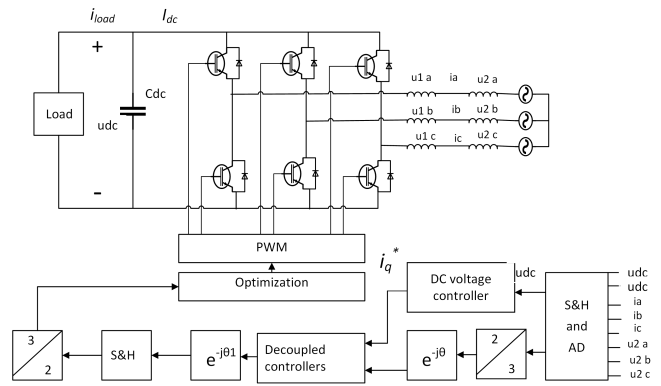 iload
Idc
+
Cdc
Load
udc
-
u1 a ia u2 a
u1 b ib u2 b
u1 c ic u2 c
PWM
Optimization
iq*
DC voltage
controller
udc
S&H
and
AD
udc
udc
ia
ib
ic
u2 a
u2 b
u2 c
3
2
S&H
e-jθ1
Decoupled
controllers
e-jθ
2
3